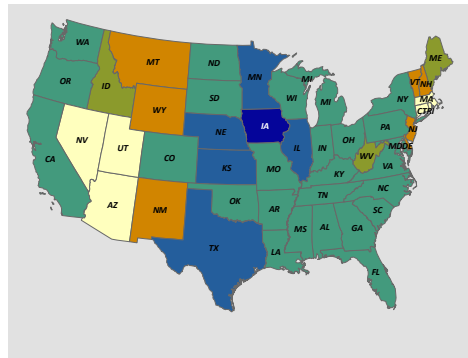 WA
MT
ND
MN
ME
OR
ID
SD
WI
MI
MI
VT
NH
NY
MA
CT
RI
WY
NE
IA
PA
NJ
NV
UT
CO
KS
IL
IN
OH
MD
DE
WV
VA
CA
MO
KY
AZ
NM
OK
AR
TN
NC
SC
TX
LA
MS
AL
GA
FL